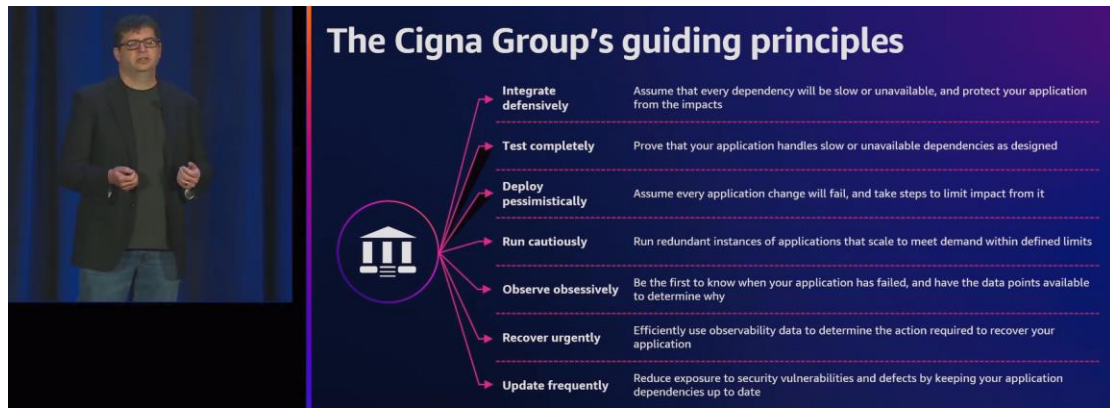 The Cigna Group's guiding principles
Integrate
defensively
Assume that every dependency will be slow or unavailable, and protect your application
from the impacts
Test completely
Prove that your application handles slow or unavailable dependencies as designed
Deploy
pessimistically
Assume every application change will fail, and take steps to limit impact from it
Run cautiously
Run redundant instances of applications that scale to meet demand within defined limits
Observe obsessively
Be the first to know when your application has failed, and have the data points available
to determine why
Recover urgently
Efficiently use observability data to determine the action required to recover your
application
Update frequently
Reduce exposure to security vulnerabilities and defects by keeping your application
dependencies up to date